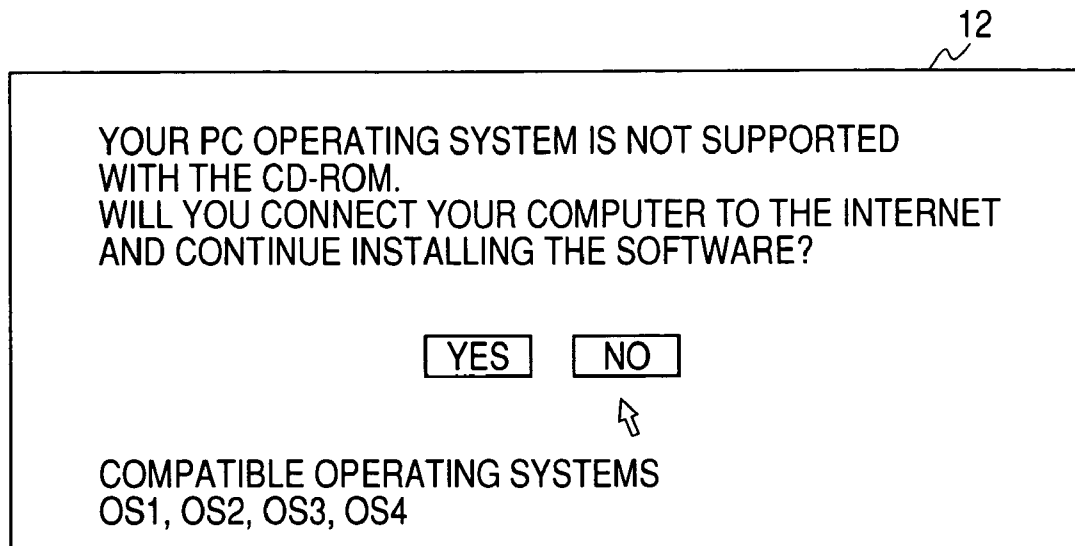 12
YOUR PC OPERATING SYSTEM IS NOT SUPPORTED
WITH THE CD-ROM.
WILL YOU CONNECT YOUR COMPUTER TO THE INTERNET
AND CONTINUE INSTALLING THE SOFTWARE?
YES NO
COMPATIBLE OPERATING SYSTEMS
OS1, OS2, OS3, OS4